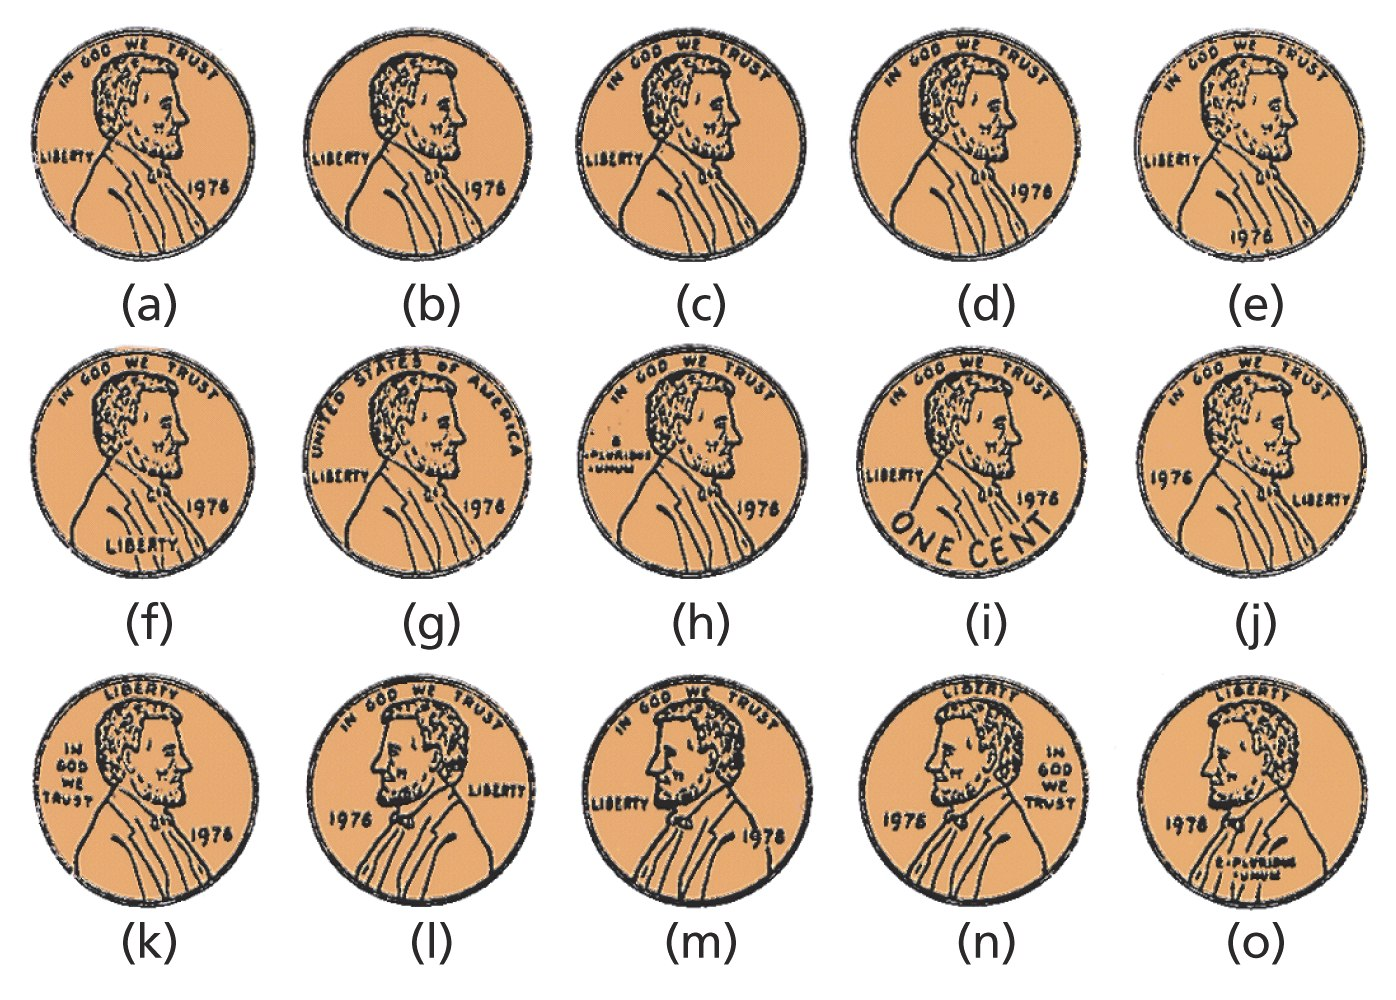 IN GOD WE TRUST
LIBERTY
1976
(a)
LIBERTY
1976
(b)
IN GOD WE TRUST
LIBERTY
(c)
IN GOD WE TRUST
1976
(d)
IN GOD WE TRUST
LIBERTY
1976
(e)
IN GOD WE TRUST
1976
LIBERTY
(f)
UNITED STATES OF AMERICA
LIBERTY
1976
(g)
IN GOD WE TRUST
E
PLURIBUS
UNUM
1976
(h)
IN GOD WE TRUST
LIBERTY
1976
ONE CENT
(i)
IN GOD WE TRUST
1976
LIBERTY
(j)
LIBERTY
IN
GOD
WE
TRUST
1976
(k)
IN GOD WE TRUST
LIBERTY
1976
(l)
IN GOD WE TRUST
LIBERTY
1976
(m)
LIBERTY
IN
GOD
WE
TRUST
1976
(n)
LIBERTY
1976
E PLURIBUS
UNUM
(o)